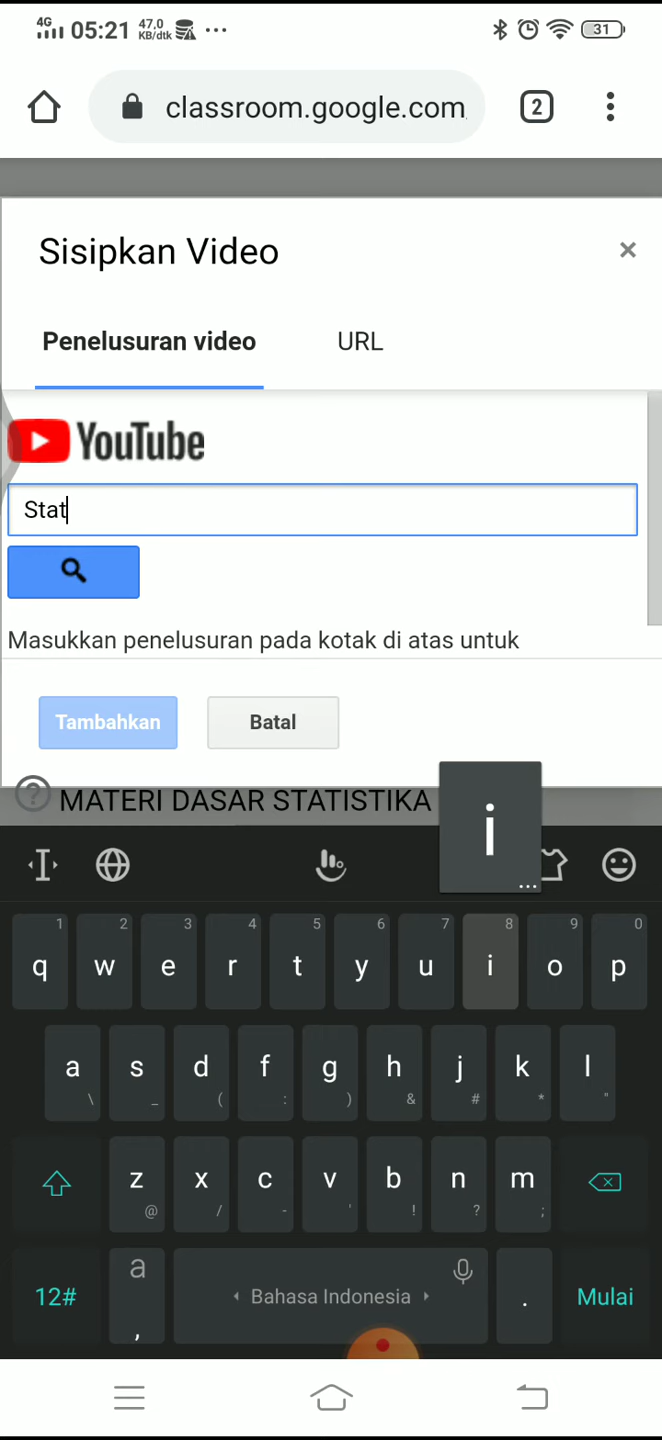 4G 05:21 47,0 KB/dtk ... 31
classroom.google.com 2
Sisipkan Video ×
Penelusuran video URL
YouTube
Stat
Masukkan penelusuran pada kotak di atas untuk
Tambahkan Batal
? MATERI DASAR STATISTIKA
i
...
1 2 3 4 5 6 7 8 9 0
q w e r t y u i o p
a s d f g h j k l
\ _ ( : ) & # * "
z x c v b n m
@ / - ' ! ? ;
12# a , Bahasa Indonesia . Mulai